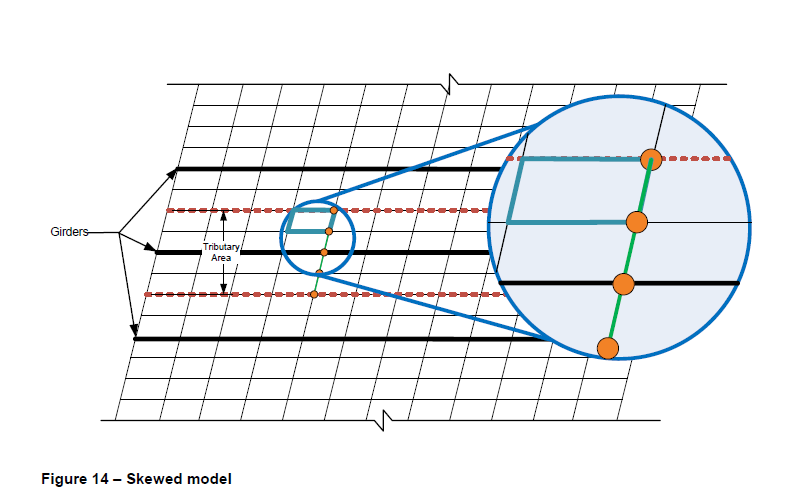 Girders
Tributary
Area
Figure 14 – Skewed model